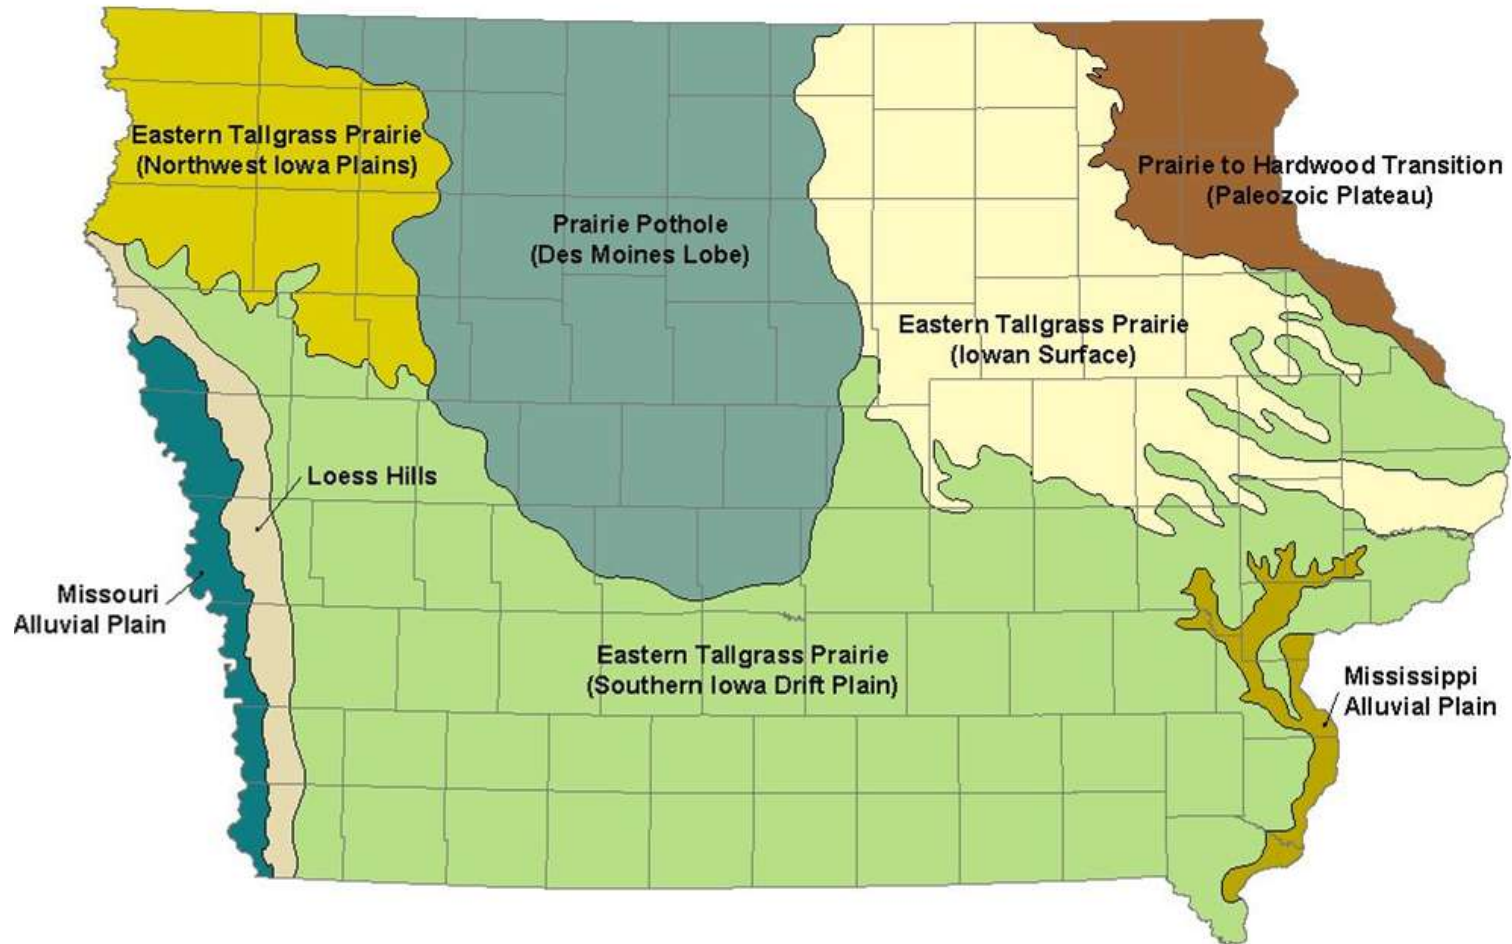 Eastern Tallgrass Prairie
(Northwest Iowa Plains)
Prairie to Hardwood Transition
(Paleozoic Plateau)
Prairie Pothole
(Des Moines Lobe)
Eastern Tallgrass Prairie
(Iowan Surface)
Loess Hills
Missouri
Alluvial Plain
Eastern Tallgrass Prairie
(Southern Iowa Drift Plain)
Mississippi
Alluvial Plain